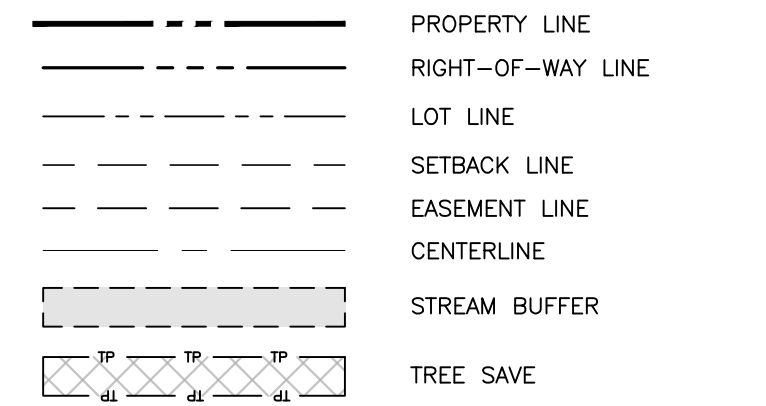 PROPERTY LINE
RIGHT-OF-WAY LINE
LOT LINE
SETBACK LINE
EASEMENT LINE
CENTERLINE
STREAM BUFFER
TP TP TP
TREE SAVE
TP TP TP